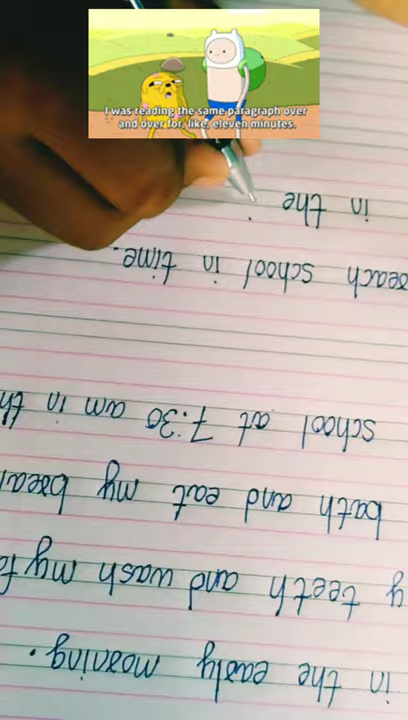 I was reading the same paragraph over
and over for, like, eleven minutes.
in the early morning.
y teeth and wash my f
bath and eat my brea
school at 7:30 am in th
reach school in time.
in the